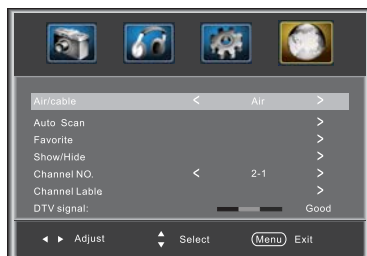 Air/cable < Air >
Auto Scan >
Favorite >
Show/Hide >
Channel NO. < 2-1 >
Channel Lable >
DTV signal: Good
Adjust Select Menu Exit